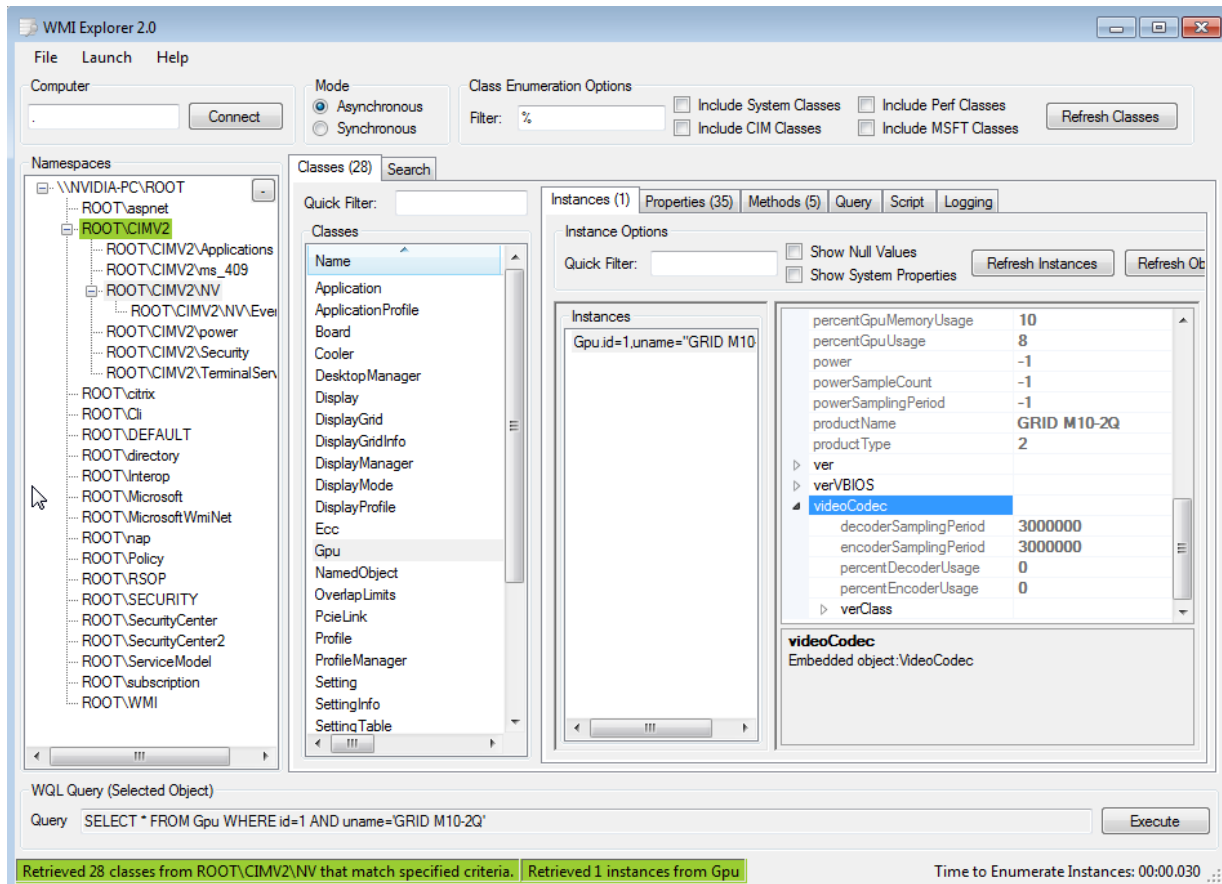 WMI Explorer 2.0
File Launch Help
Computer
.
Connect
Mode
Asynchronous
Synchronous
Class Enumeration Options
Filter: %
Include System Classes
Include Perf Classes
Include CIM Classes
Include MSFT Classes
Refresh Classes
Namespaces
\\NVIDIA-PC\ROOT
-
ROOT\aspnet
ROOT\CIMV2
ROOT\CIMV2\Applications
ROOT\CIMV2\ms_409
ROOT\CIMV2\NV
ROOT\CIMV2\NV\Ever
ROOT\CIMV2\power
ROOT\CIMV2\Security
ROOT\CIMV2\TerminalServ
ROOT\citrix
ROOT\Cli
ROOT\DEFAULT
ROOT\directory
ROOT\Interop
ROOT\Microsoft
ROOT\MicrosoftWmiNet
ROOT\nap
ROOT\Policy
ROOT\RSOP
ROOT\SECURITY
ROOT\SecurityCenter
ROOT\SecurityCenter2
ROOT\ServiceModel
ROOT\subscription
ROOT\WMI
Classes (28) Search
Quick Filter:
Classes
Name
Application
ApplicationProfile
Board
Cooler
DesktopManager
Display
DisplayGrid
DisplayGridInfo
DisplayManager
DisplayMode
DisplayProfile
Ecc
Gpu
NamedObject
OverlapLimits
PcieLink
Profile
ProfileManager
Setting
SettingInfo
SettingTable
Instances (1) Properties (35) Methods (5) Query Script Logging
Instance Options
Quick Filter:
Show Null Values
Show System Properties
Refresh Instances
Refresh Ob
Instances
Gpu.id=1,uname="GRID M10-
percentGpuMemoryUsage 10
percentGpuUsage 8
power -1
powerSampleCount -1
powerSamplingPeriod -1
productName GRID M10-2Q
productType 2
ver
verVBIOS
videoCodec
decoderSamplingPeriod 3000000
encoderSamplingPeriod 3000000
percentDecoderUsage 0
percentEncoderUsage 0
verClass
videoCodec
Embedded object:VideoCodec
WQL Query (Selected Object)
Query SELECT * FROM Gpu WHERE id=1 AND uname='GRID M10-2Q'
Execute
Retrieved 28 classes from ROOT\CIMV2\NV that match specified criteria. Retrieved 1 instances from Gpu Time to Enumerate Instances: 00:00.030